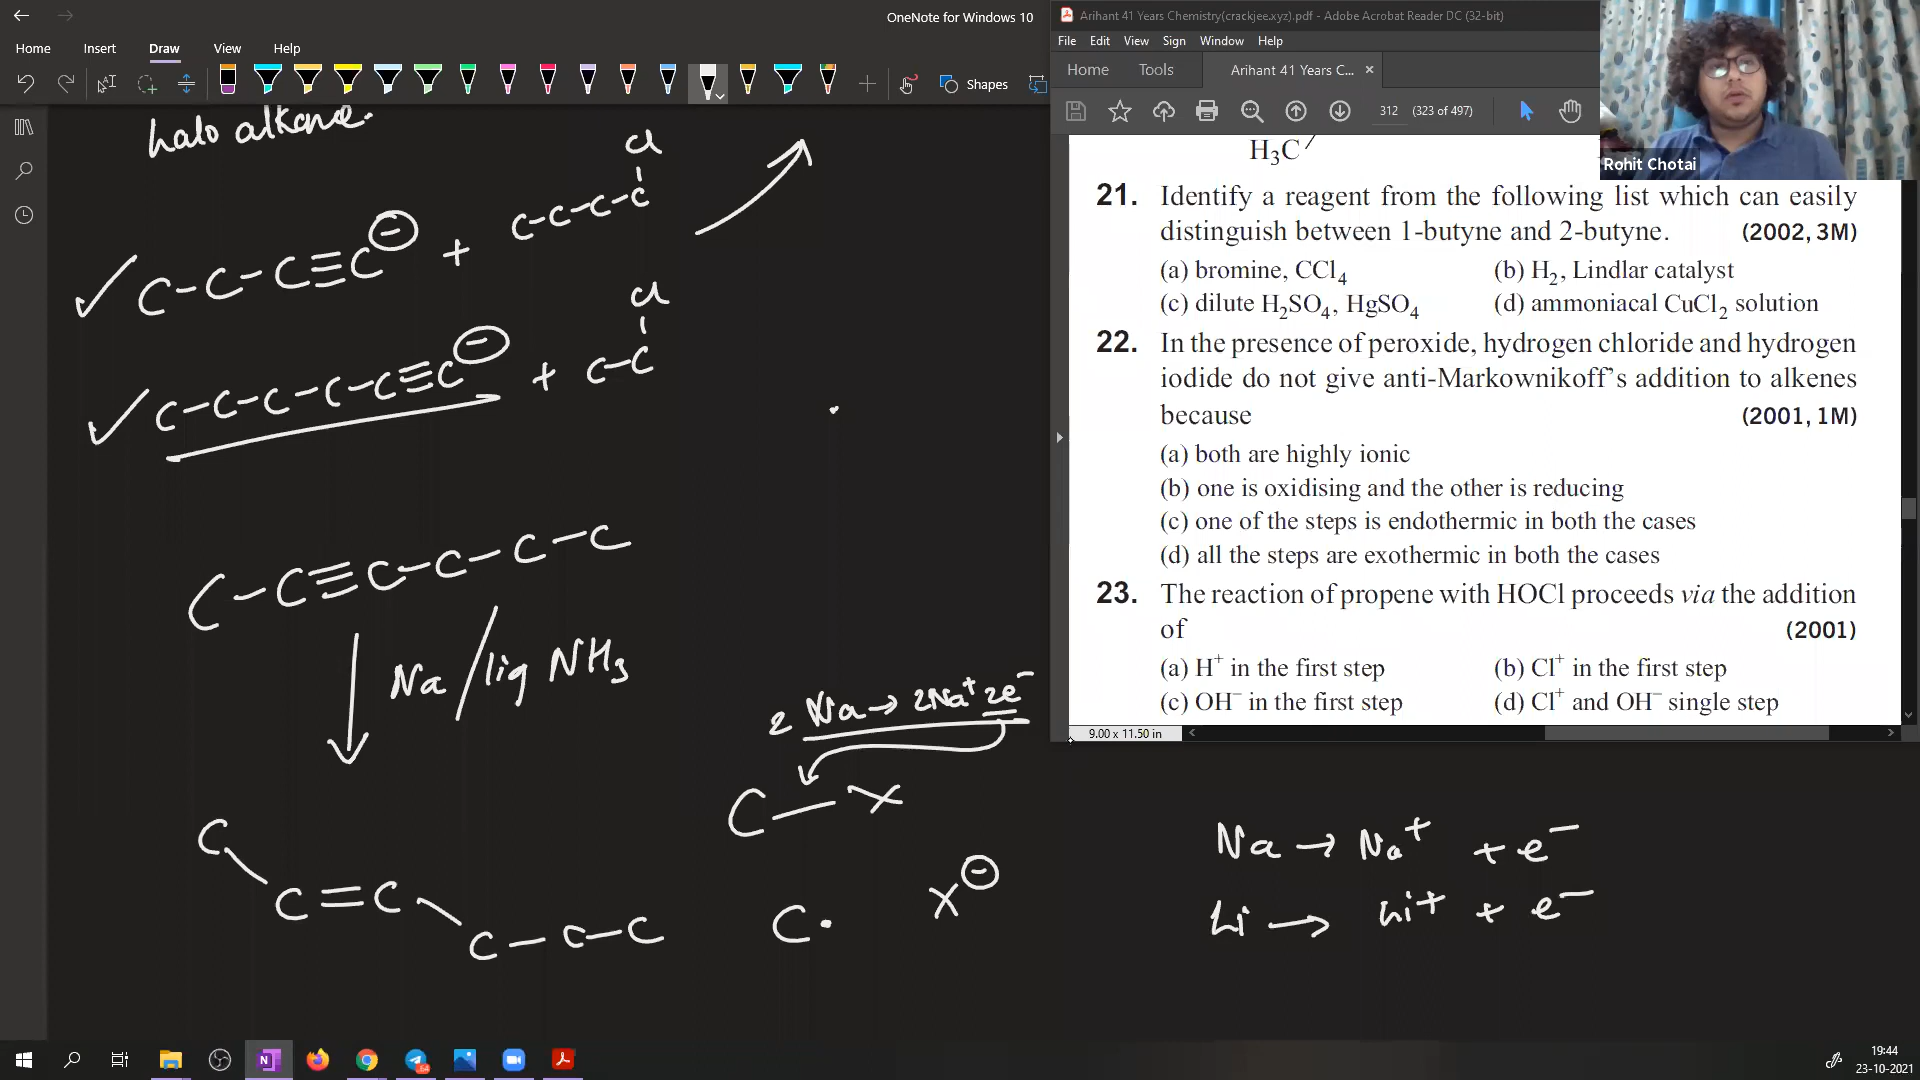 OneNote for Windows 10
Home Insert Draw View Help
Shapes
halo alkene.
Cl
C-C-C≡C⊖ + C-C-C-C
Cl
C-C-C-C-C≡C⊖ + C-C
C-C≡C-C-C-C
Na/liq NH3
2 Na → 2Na+ 2e−
C-X
C
C=C
C-C-C
C.
X⊖
Arihant 41 Years Chemistry(crackjee.xyz).pdf - Adobe Acrobat Reader DC (32-bit)
File Edit View Sign Window Help
Home Tools Arihant 41 Years C... ×
312 (323 of 497)
Rohit Chotai
H₃C
21. Identify a reagent from the following list which can easily
distinguish between 1-butyne and 2-butyne. (2002, 3M)
(a) bromine, CCl₄ (b) H₂, Lindlar catalyst
(c) dilute H₂SO₄, HgSO₄ (d) ammoniacal CuCl₂ solution
22. In the presence of peroxide, hydrogen chloride and hydrogen
iodide do not give anti-Markownikoff's addition to alkenes
because (2001, 1M)
(a) both are highly ionic
(b) one is oxidising and the other is reducing
(c) one of the steps is endothermic in both the cases
(d) all the steps are exothermic in both the cases
23. The reaction of propene with HOCl proceeds via the addition
of (2001)
(a) H⁺ in the first step (b) Cl⁺ in the first step
(c) OH⁻ in the first step (d) Cl⁺ and OH⁻ single step
9.00 x 11.50 in
Na → Na+ + e−
Li → Li+ + e−
64
19:44
23-10-2021